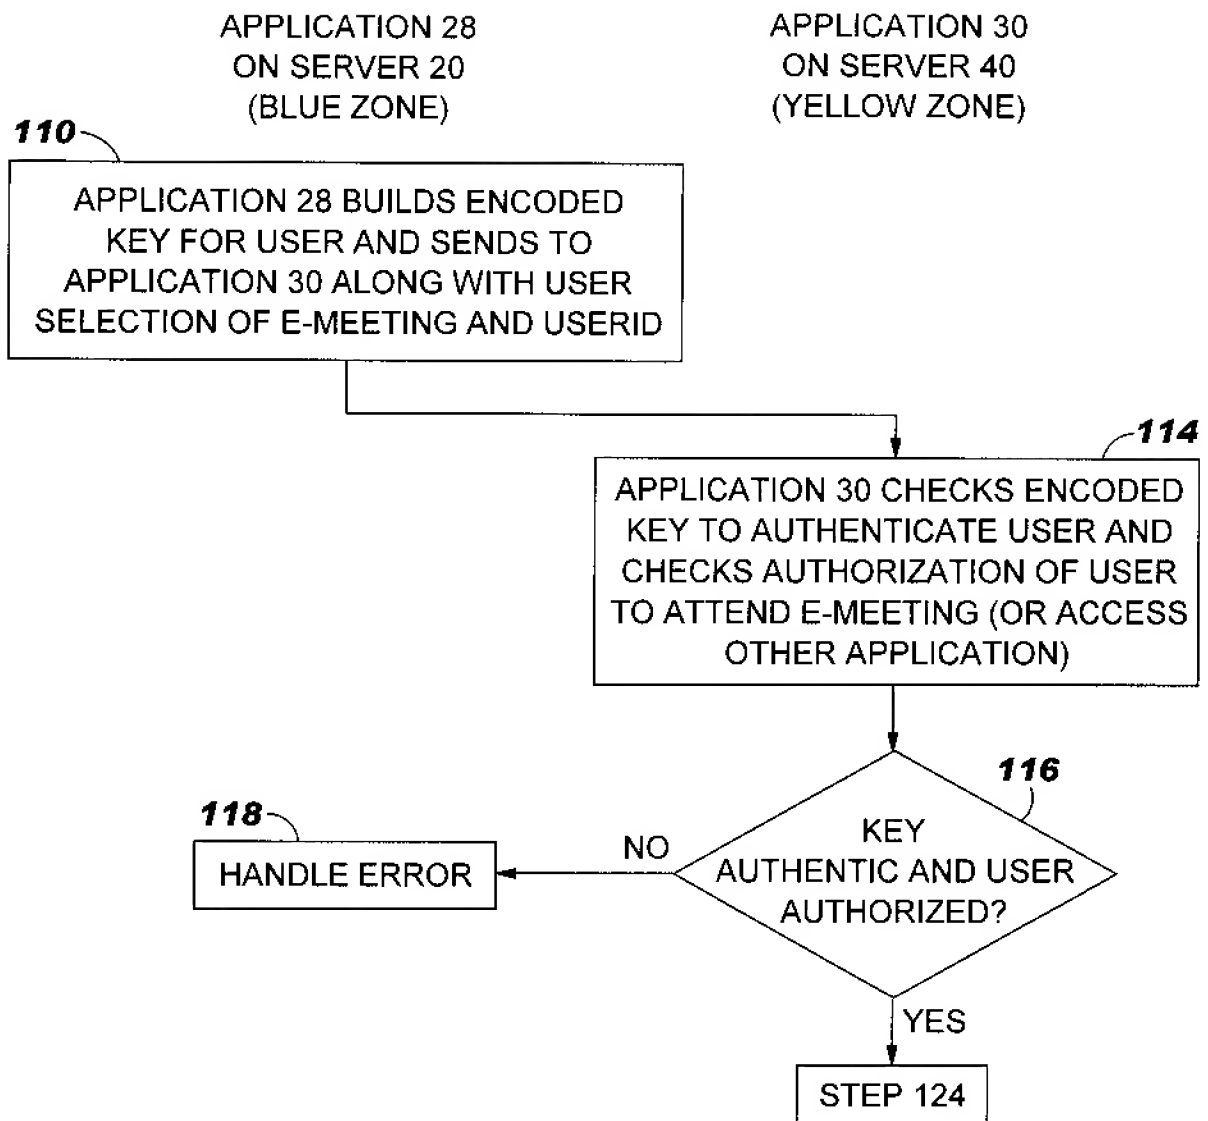 APPLICATION 28
ON SERVER 20
(BLUE ZONE)
APPLICATION 30
ON SERVER 40
(YELLOW ZONE)
110
APPLICATION 28 BUILDS ENCODED
KEY FOR USER AND SENDS TO
APPLICATION 30 ALONG WITH USER
SELECTION OF E-MEETING AND USERID
114
APPLICATION 30 CHECKS ENCODED
KEY TO AUTHENTICATE USER AND
CHECKS AUTHORIZATION OF USER
TO ATTEND E-MEETING (OR ACCESS
OTHER APPLICATION)
116
KEY
AUTHENTIC AND USER
AUTHORIZED?
NO
118
HANDLE ERROR
YES
STEP 124